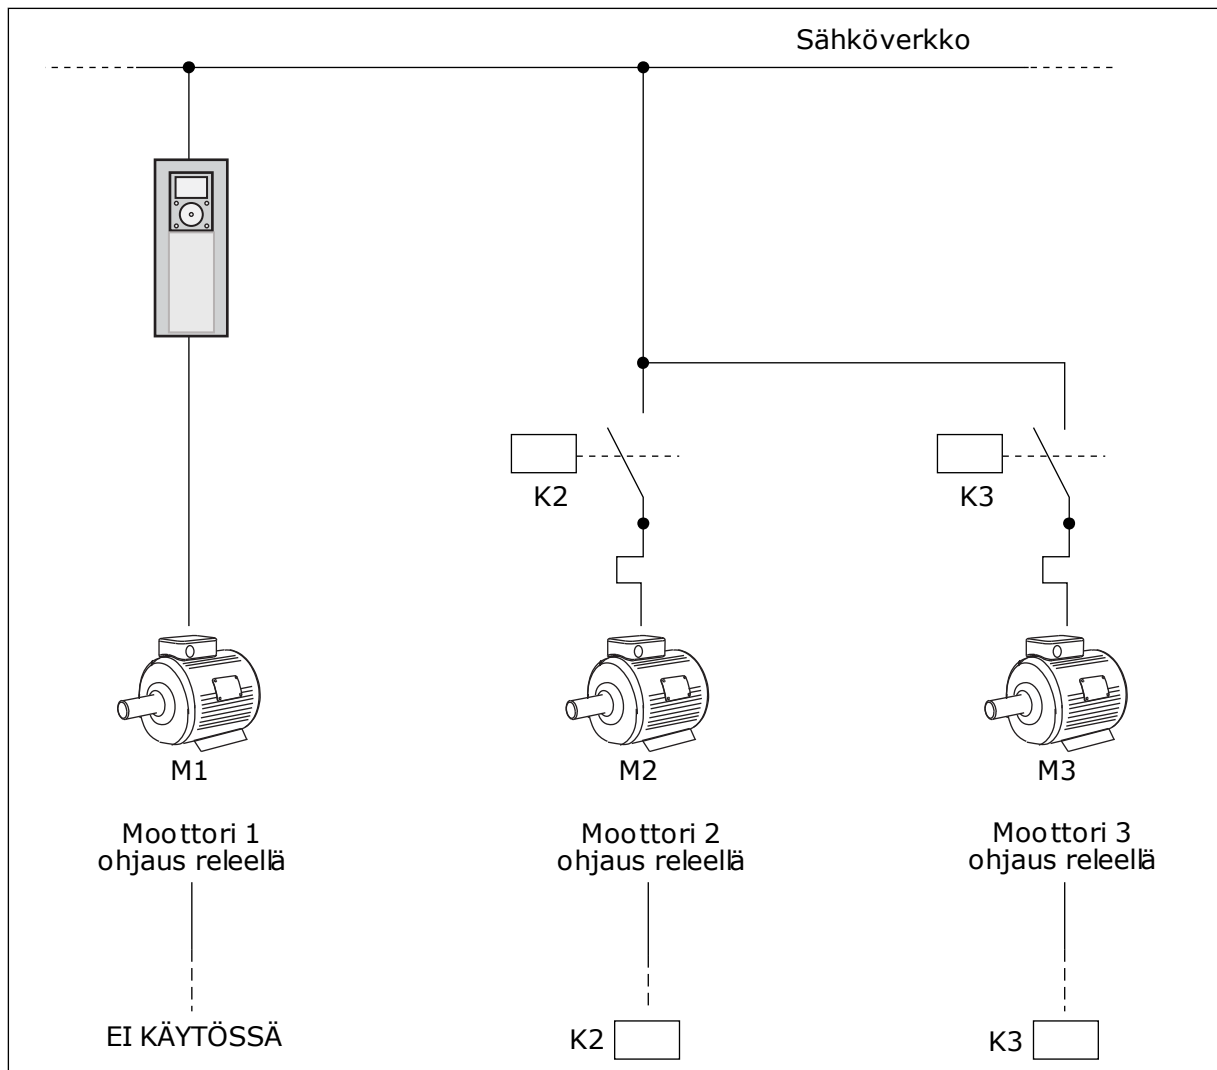 Sähköverkko
K2
K3
M1
M2
M3
Moottori 1
ohjaus releellä
Moottori 2
ohjaus releellä
Moottori 3
ohjaus releellä
EI KÄYTÖSSÄ
K2
K3